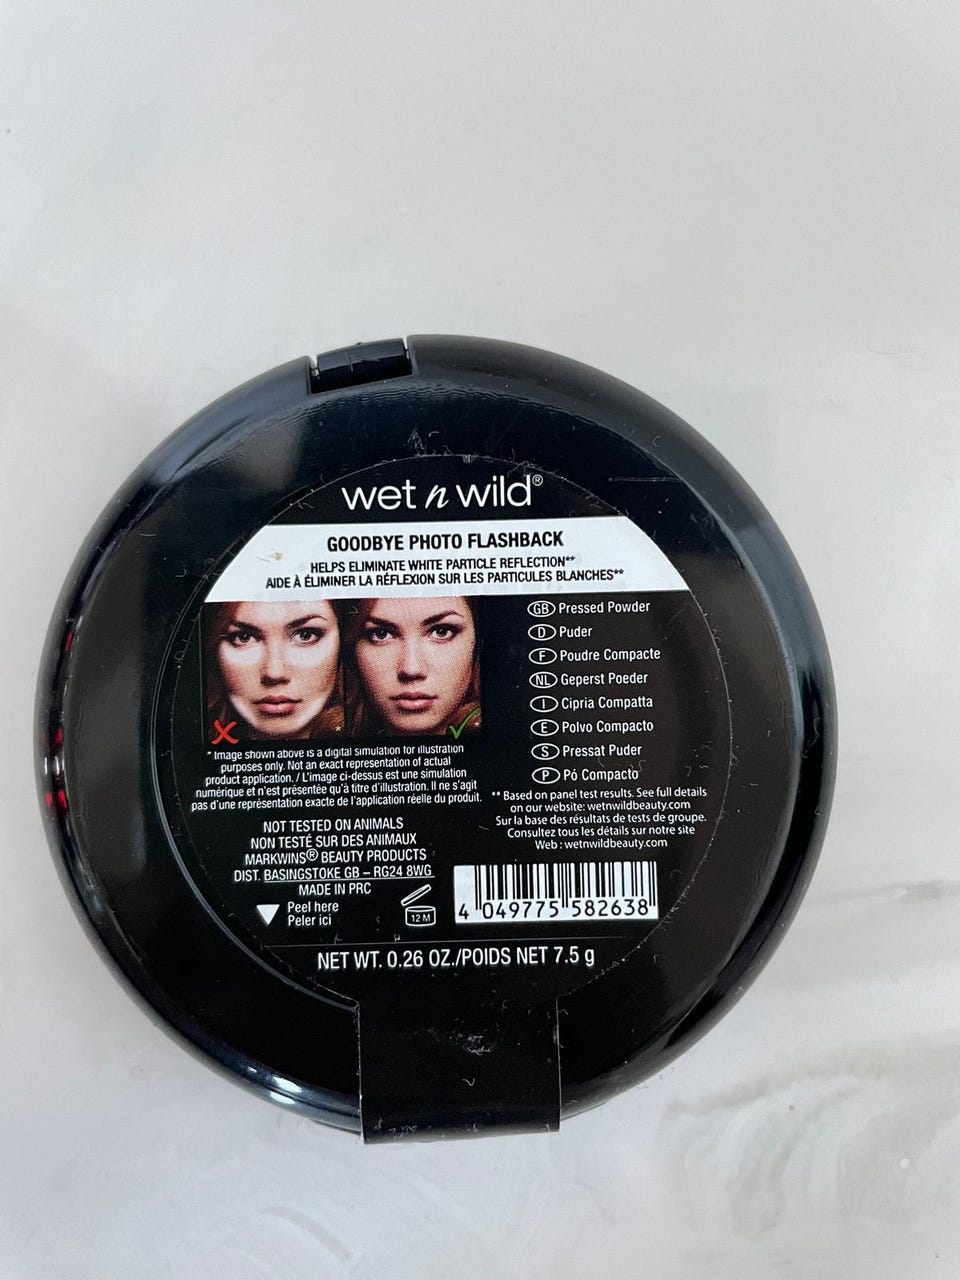 wet n wild®
GOODBYE PHOTO FLASHBACK
HELPS ELIMINATE WHITE PARTICLE REFLECTION**
AIDE À ÉLIMINER LA RÉFLEXION SUR LES PARTICULES BLANCHES**
GB Pressed Powder
D Puder
F Poudre Compacte
NL Geperst Poeder
I Cipria Compatta
E Polvo Compacto
S Pressat Puder
P Pó Compacto
* Image shown above is a digital simulation for illustration
purposes only. Not an exact representation of actual
product application. / L'image ci-dessus est une simulation
numérique et n'est présentée qu'à titre d'illustration. Il ne s'agit
pas d'une représentation exacte de l'application réelle du produit.
** Based on panel test results. See full details
on our website: wetnwildbeauty.com
Sur la base des résultats de tests de groupe.
Consultez tous les détails sur notre site
Web : wetnwildbeauty.com
NOT TESTED ON ANIMALS
NON TESTÉ SUR DES ANIMAUX
MARKWINS® BEAUTY PRODUCTS
DIST. BASINGSTOKE GB – RG24 8WG
MADE IN PRC
Peel here
Peler ici
12 M
4 049775 582638
NET WT. 0.26 OZ./POIDS NET 7.5 g